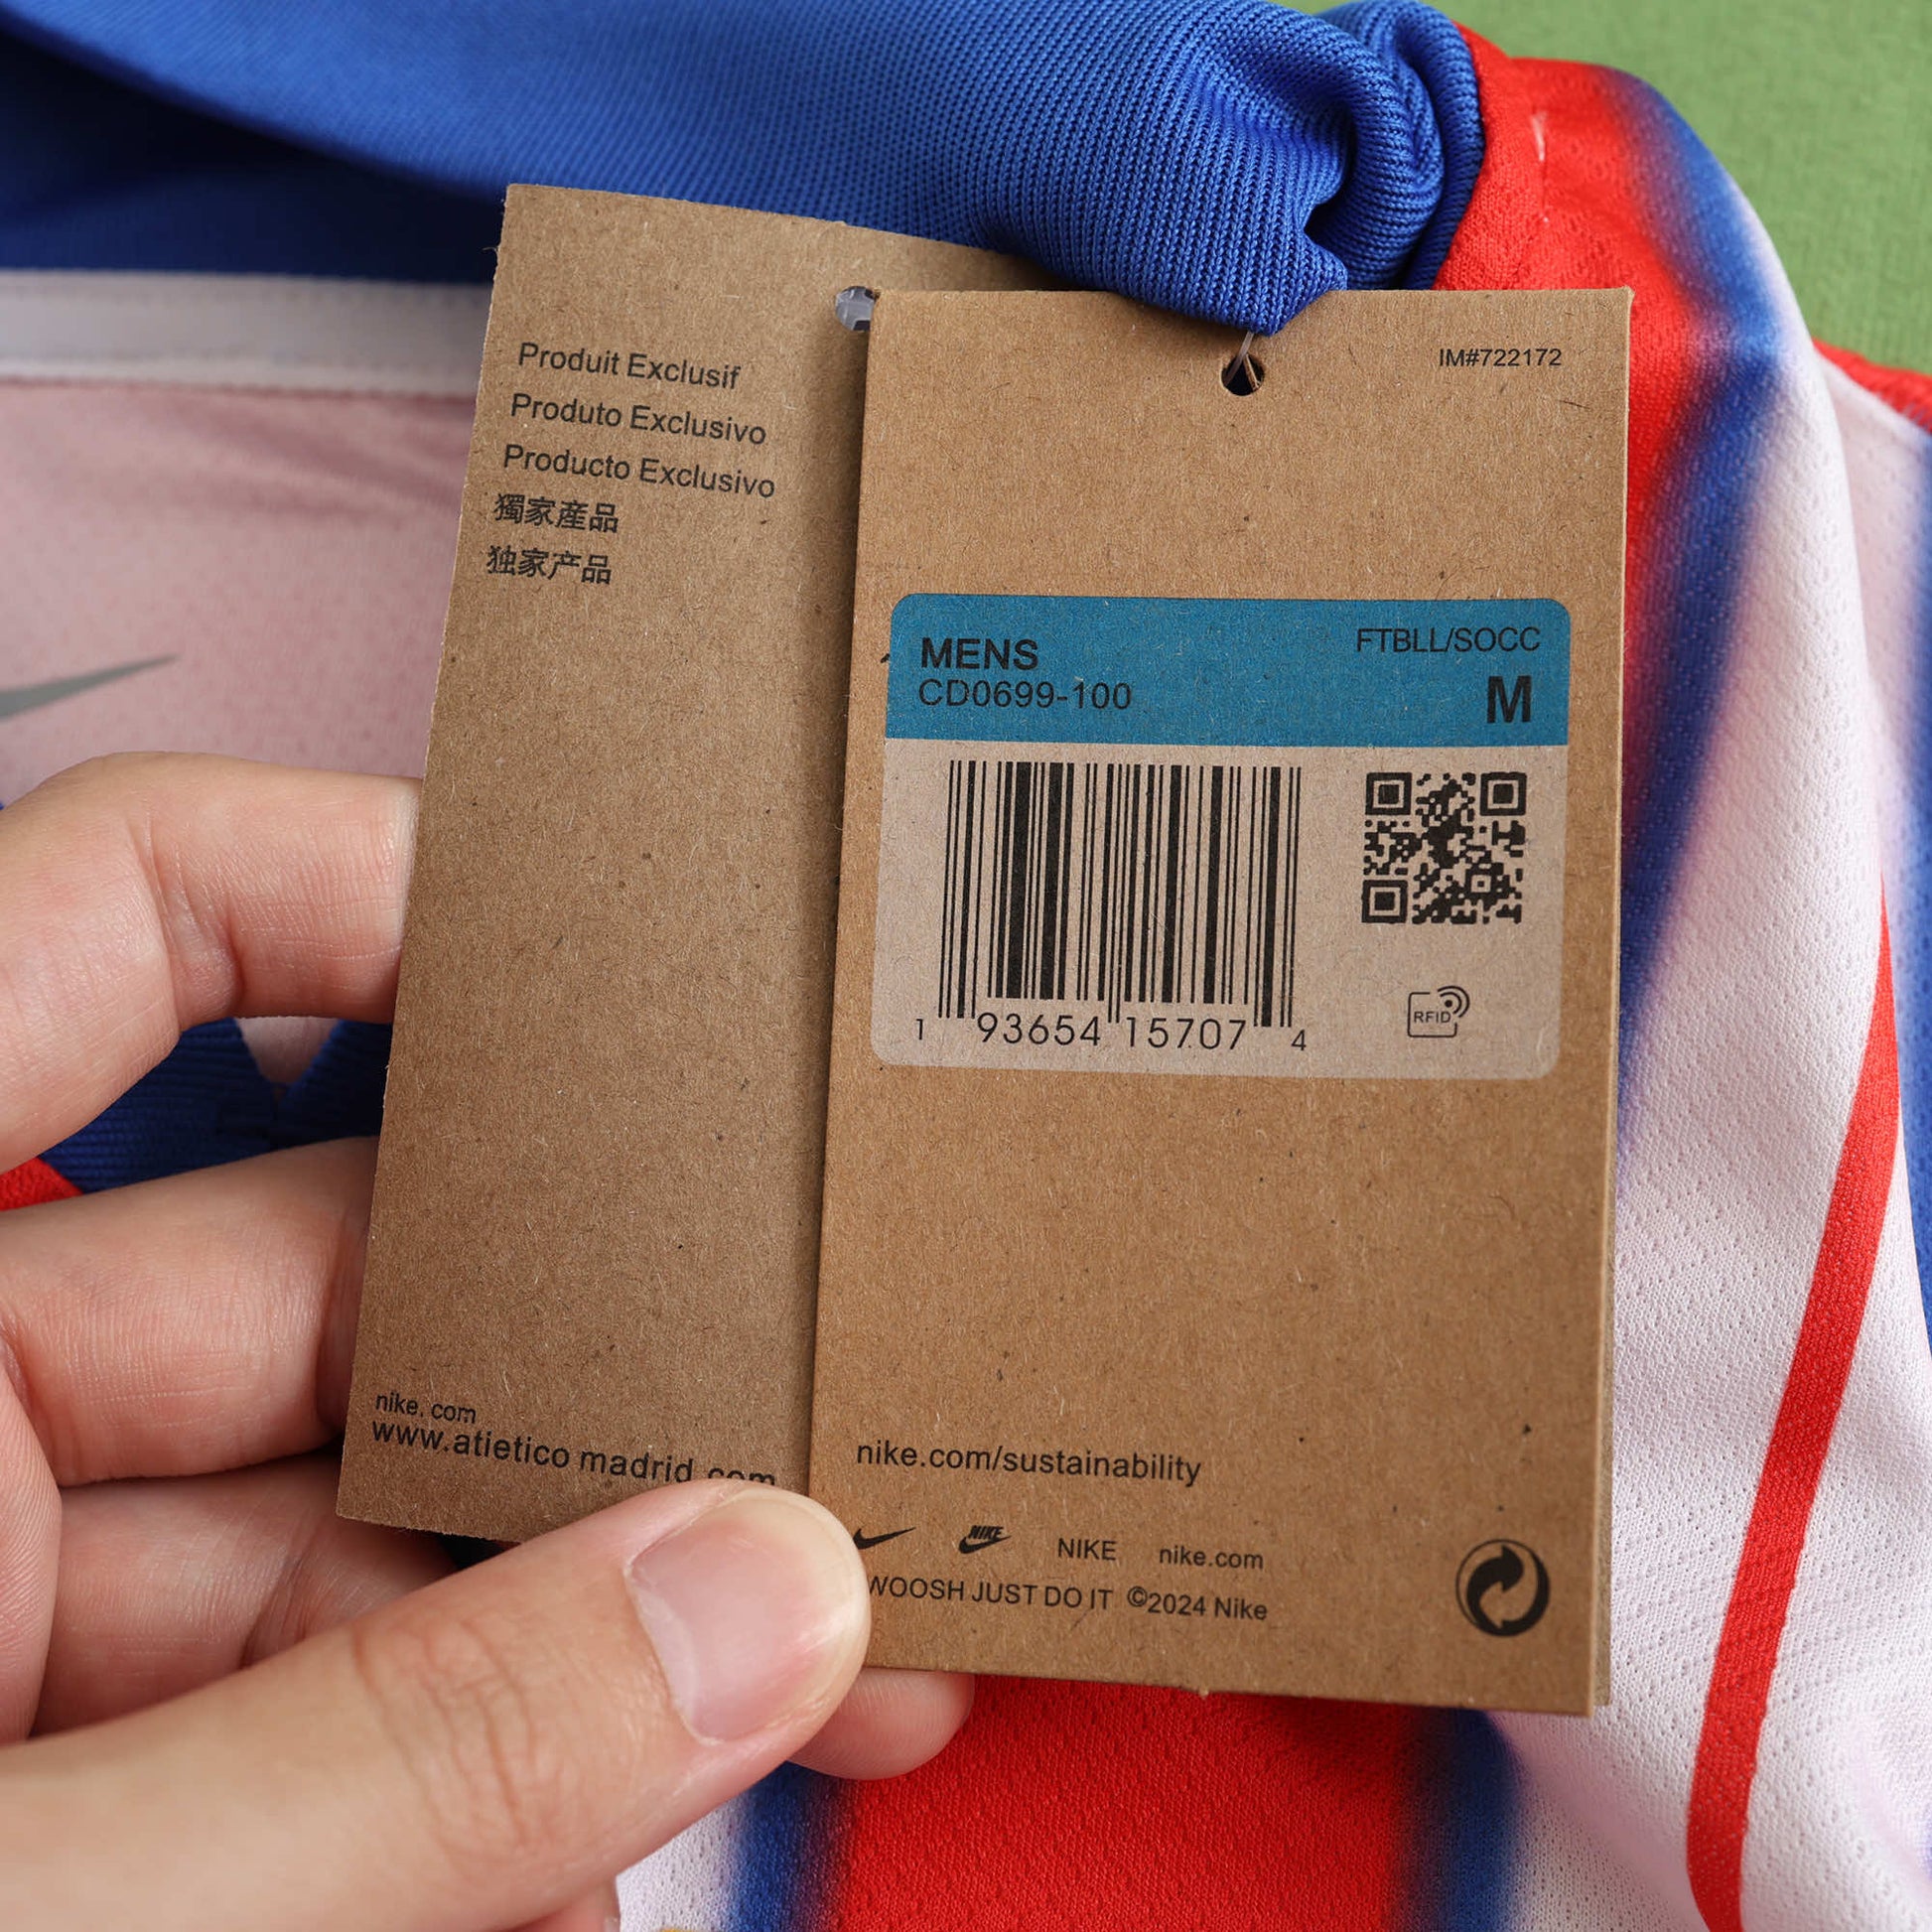 Produit Exclusif
Produto Exclusivo
Producto Exclusivo
獨家産品
独家产品
nike. com
www.atietico madrid.com
IM#722172
MENS
FTBLL/SOCC
CD0699-100
M
1 93654 15707 4
RFID
nike.com/sustainability
NIKE NIKE nike.com
WOOSH JUST DO IT ©2024 Nike